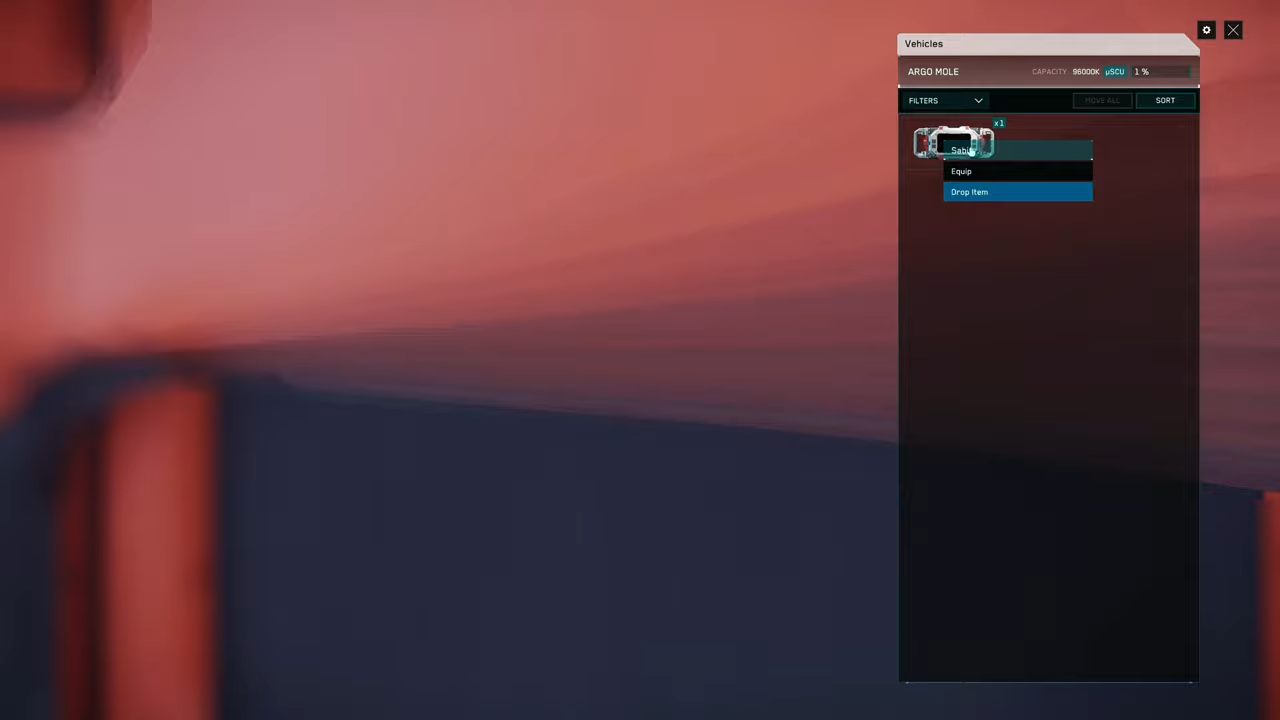 Vehicles
ARGO MOLE CAPACITY 96000K µSCU 1 %
FILTERS MOVE ALL SORT
x1
Equip
Drop Item